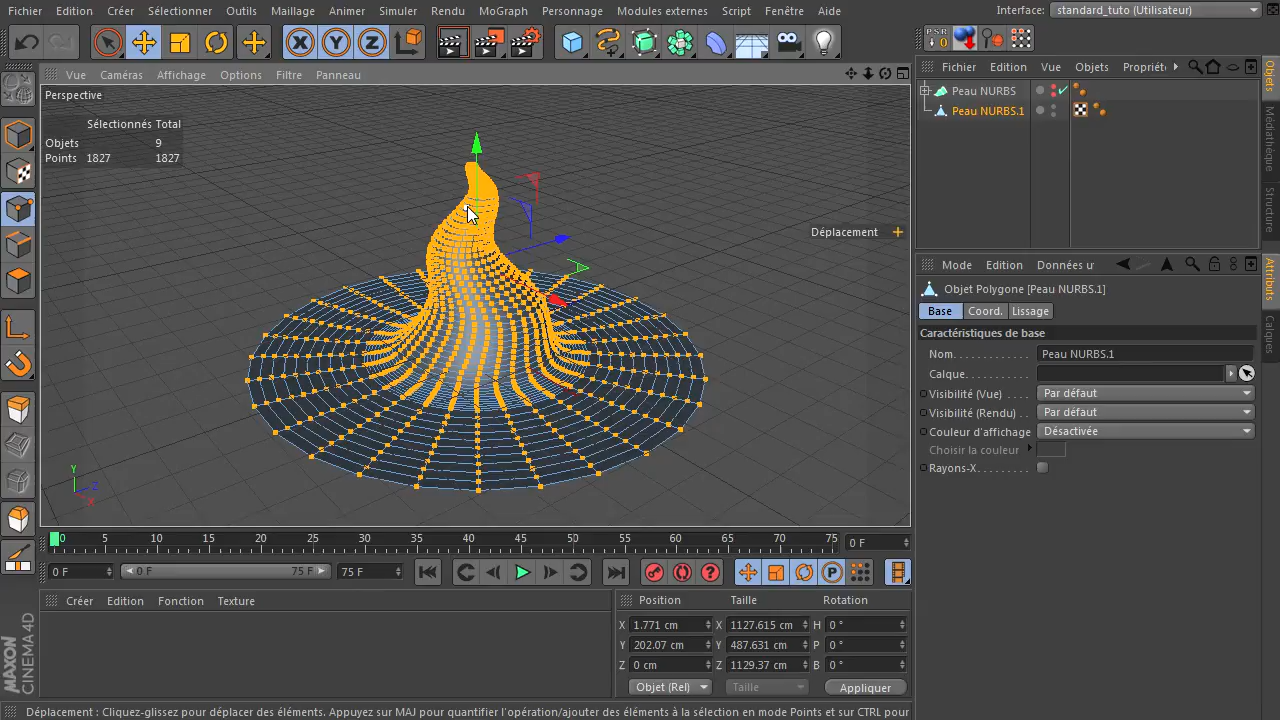 Fichier Edition Créer Sélectionner Outils Maillage Animer Simuler Rendu MoGraph Personnage Modules externes Script Fenêtre Aide Interface: standard_tuto (Utilisateur)
PSR
0
Vue Caméras Affichage Options Filtre Panneau
Fichier Edition Vue Objets Propriéte
Perspective
Sélectionnés Total
Objets 9
Points 1827 1827
Peau NURBS
Peau NURBS.1
Déplacement
Objets
Médiathèque
Structure
Mode Edition Données u
Objet Polygone [Peau NURBS.1]
Base Coord. Lissage
Caractéristiques de base
Nom Peau NURBS.1
Calque
Visibilité (Vue) Par défaut
Visibilité (Rendu) Par défaut
Couleur d'affichage Désactivée
Choisir la couleur
Rayons-X
Attributs
Calques
Y
Z
X
0 5 10 15 20 25 30 35 40 45 50 55 60 65 70 75 0 F
0 F 0 F 75 F 75 F
Créer Edition Fonction Texture
Position Taille Rotation
X 1.771 cm X 1127.615 cm H 0 °
Y 202.07 cm Y 487.631 cm P 0 °
Z 0 cm Z 1129.37 cm B 0 °
Objet (Rel) Taille Appliquer
MAXON
CINEMA 4D
Déplacement : Cliquez-glissez pour déplacer des éléments. Appuyez sur MAJ pour quantifier l'opération/ajouter des éléments à la sélection en mode Points et sur CTRL pour